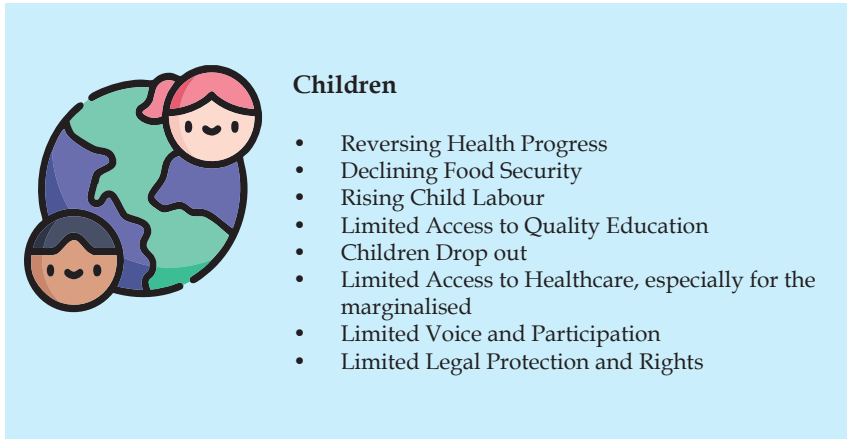 Children
• Reversing Health Progress
• Declining Food Security
• Rising Child Labour
• Limited Access to Quality Education
• Children Drop out
• Limited Access to Healthcare, especially for the
marginalised
• Limited Voice and Participation
• Limited Legal Protection and Rights